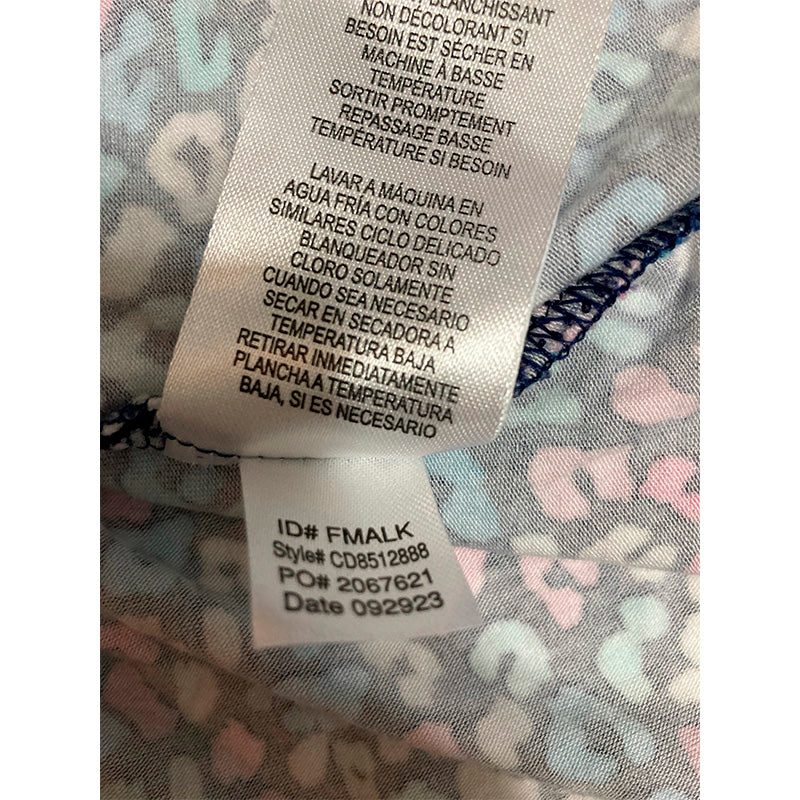 BLANCHISSANT
NON DÉCOLORANT SI
BESOIN EST SÉCHER EN
MACHINE À BASSE
TEMPÉRATURE
SORTIR PROMPTEMENT
REPASSAGE BASSE
TEMPÉRATURE SI BESOIN
LAVAR A MÁQUINA EN
AGUA FRÍA CON COLORES
SIMILARES CICLO DELICADO
BLANQUEADOR SIN
CLORO SOLAMENTE
CUANDO SEA NECESARIO
SECAR EN SECADORA A
TEMPERATURA BAJA
RETIRAR INMEDIATAMENTE
PLANCHA A TEMPERATURA
BAJA, SI ES NECESARIO
ID# FMALK
Style# CD8512888
PO# 2067621
Date 092923